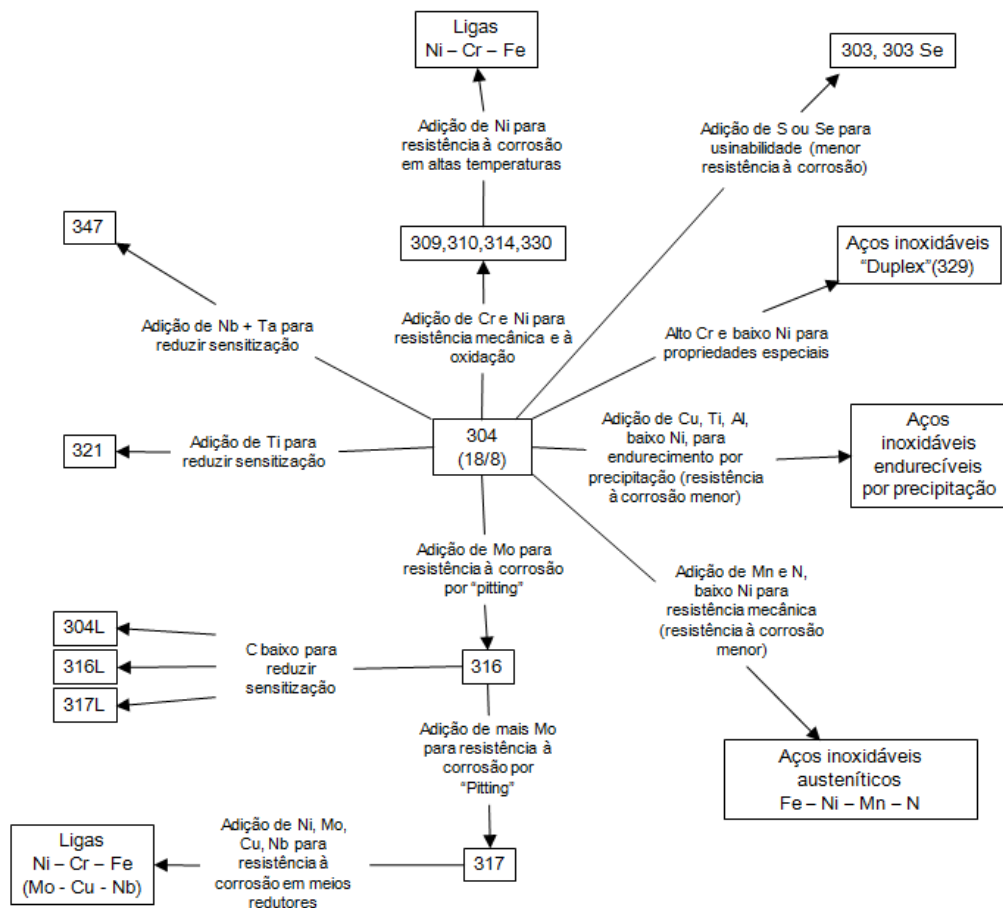 Ligas
Ni – Cr – Fe
303, 303 Se
Adição de Ni para
resistência à corrosão
em altas temperaturas
Adição de S ou Se para
usinabilidade (menor
resistência à corrosão)
347
309,310,314,330
Aços inoxidáveis
“Duplex”(329)
Adição de Nb + Ta para
reduzir sensitização
Adição de Cr e Ni para
resistência mecânica e à
oxidação
Alto Cr e baixo Ni para
propriedades especiais
321
Adição de Ti para
reduzir sensitização
304
(18/8)
Adição de Cu, Ti, Al,
baixo Ni, para
endurecimento por
precipitação (resistência
à corrosão menor)
Aços
inoxidáveis
endurecíveis
por precipitação
Adição de Mo para
resistência à corrosão
por “pitting”
Adição de Mn e N,
baixo Ni para
resistência mecânica
(resistência à corrosão
menor)
304L
316L
317L
C baixo para
reduzir
sensitização
316
Adição de mais Mo
para resistência à
corrosão por
“Pitting”
Aços inoxidáveis
austeníticos
Fe – Ni – Mn – N
Ligas
Ni – Cr – Fe
(Mo - Cu - Nb)
Adição de Ni, Mo,
Cu, Nb para
resistência à
corrosão em meios
redutores
317